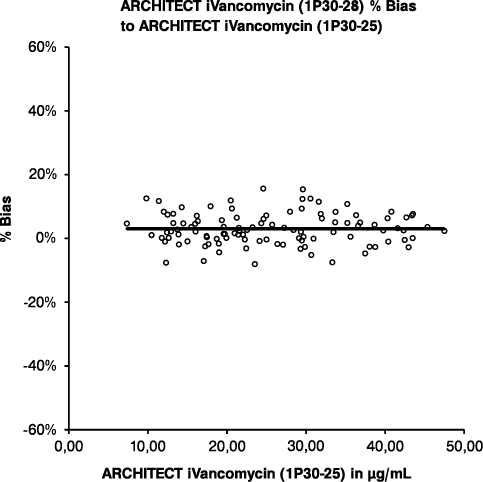 ARCHITECT iVancomycin (1P30-28) % Bias
to ARCHITECT iVancomycin (1P30-25)
60%
40%
20%
0%
-20%
-40%
-60%
% Bias
0,00 10,00 20,00 30,00 40,00 50,00
ARCHITECT iVancomycin (1P30-25) in µg/mL